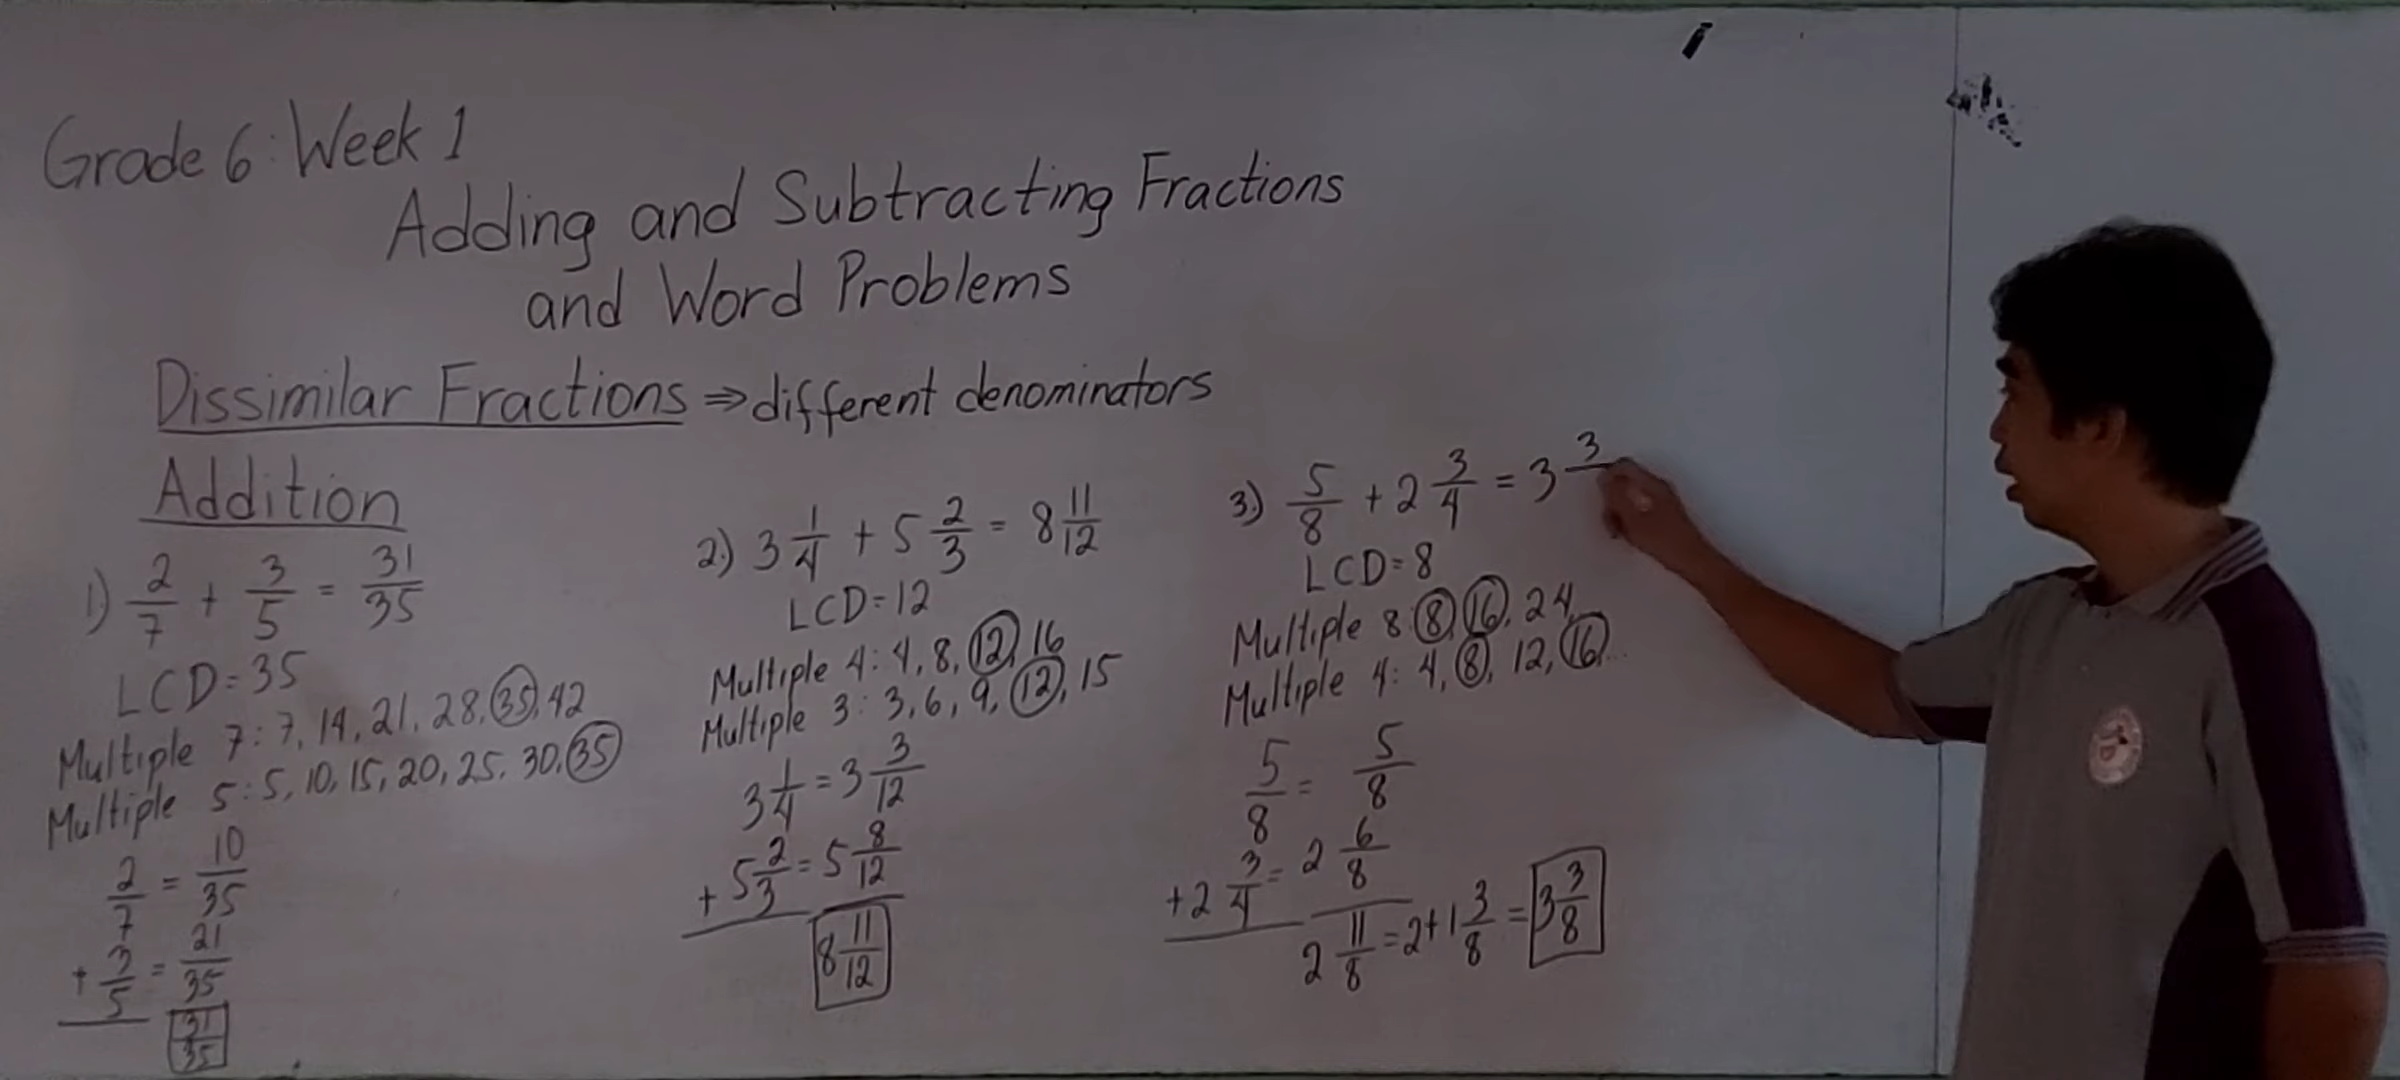 Grade 6: Week 1
Adding and Subtracting Fractions
and Word Problems
Dissimilar Fractions ⇒ different denominators
Addition
1.) 2/7 + 3/5 = 31/35
LCD = 35
Multiple 7: 7, 14, 21, 28, 35, 42
Multiple 5: 5, 10, 15, 20, 25, 30, 35
2/7 = 10/35
+ 3/5 = 21/35
31/35
2.) 3 1/4 + 5 2/3 = 8 11/12
LCD = 12
Multiple 4: 4, 8, 12, 16
Multiple 3: 3, 6, 9, 12, 15
3 1/4 = 3 3/12
+ 5 2/3 = 5 8/12
8 11/12
3.) 5/8 + 2 3/4 = 3 3/
LCD = 8
Multiple 8: 8, 16, 24,
Multiple 4: 4, 8, 12, 16, ...
5/8 = 5/8
+ 2 3/4 = 2 6/8
2 11/8 = 2 + 1 3/8 = 3 3/8